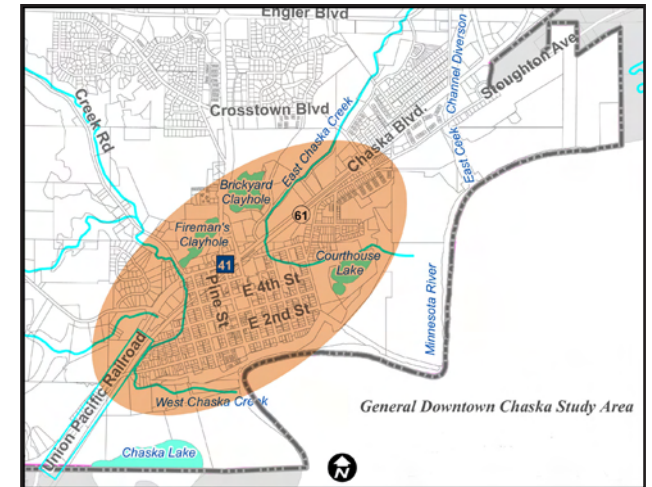 Engler Blvd
Creek Rd
Crosstown Blvd
East Chaska Creek
Chaska Blvd.
East Ceek Channel Diverson
Stoughton Ave
Brickyard
Clayhole
Fireman's
Clayhole
61
41
Courthouse
Lake
Pine St
E 4th St
E 2nd St
Minnesota River
Union Pacific Railroad
West Chaska Creek
General Downtown Chaska Study Area
Chaska Lake
N